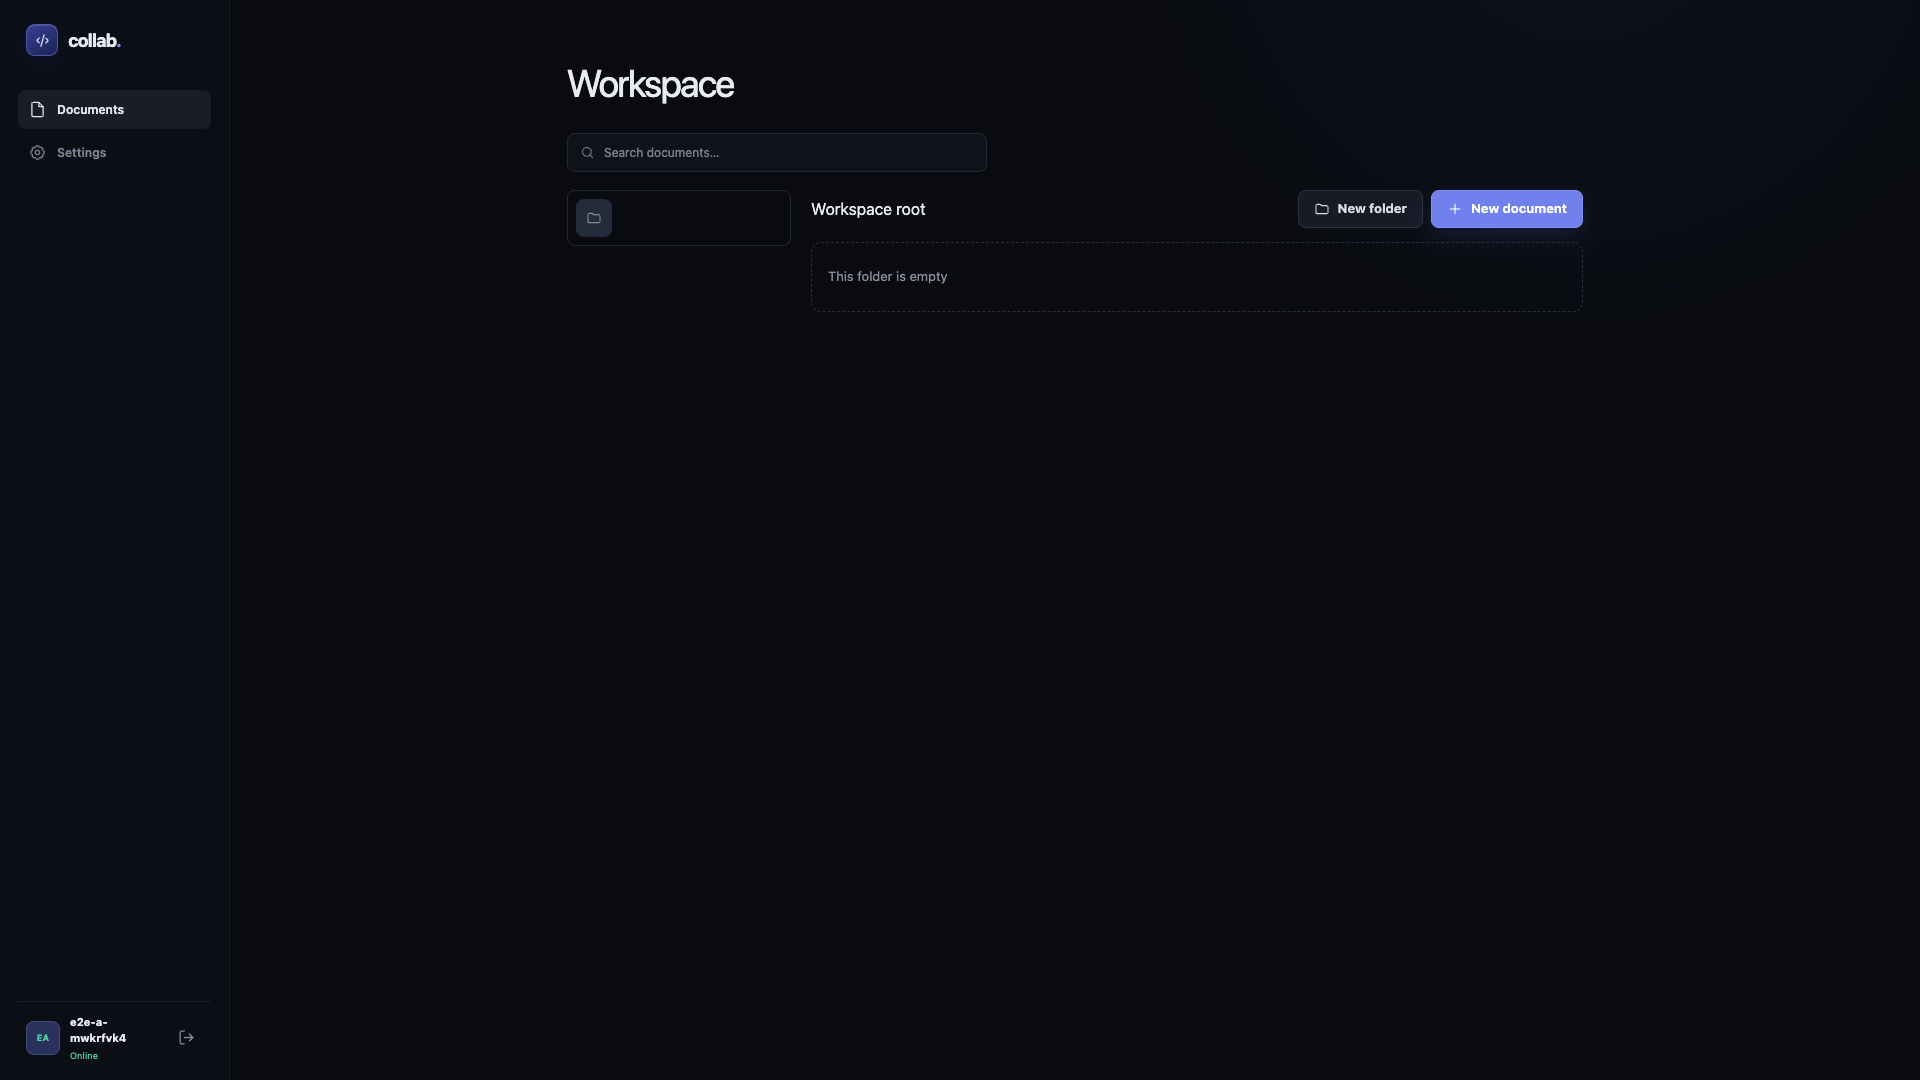 collab.
Documents
Settings
Workspace
Search documents...
Workspace root
New folder
New document
This folder is empty
EA
e2e-a-
mwkrfvk4
Online